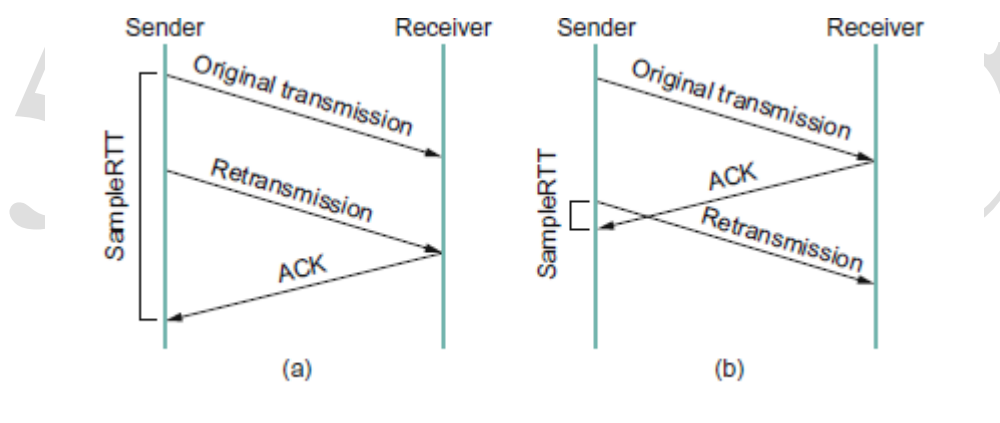 Sender
Receiver
Original transmission
Retransmission
ACK
SampleRTT
(a)
Sender
Receiver
Original transmission
ACK
Retransmission
SampleRTT
(b)